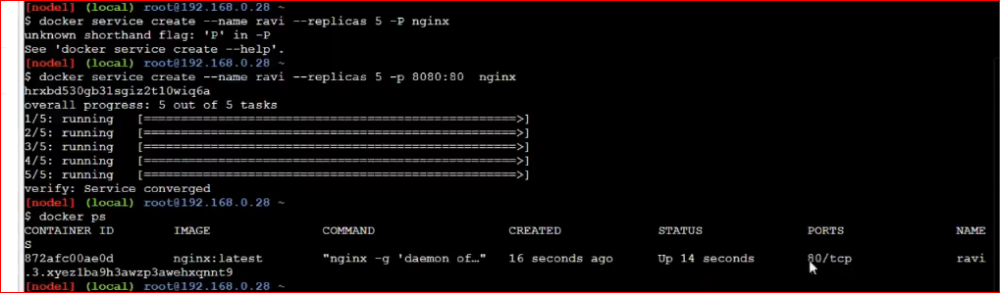 [node1] (local) root@192.168.0.28 ~
$ docker service create --name ravi --replicas 5 -P nginx
unknown shorthand flag: 'P' in -P
See 'docker service create --help'.
[node1] (local) root@192.168.0.28 ~
$ docker service create --name ravi --replicas 5 -p 8080:80  nginx
hrxbd530gb31sgiz2t10wiq6a
overall progress: 5 out of 5 tasks
1/5: running   [==================================================>]
2/5: running   [==================================================>]
3/5: running   [==================================================>]
4/5: running   [==================================================>]
5/5: running   [==================================================>]
verify: Service converged
[node1] (local) root@192.168.0.28 ~
$ docker ps
CONTAINER ID        IMAGE               COMMAND                  CREATED             STATUS              PORTS               NAME
S
872afc00ae0d        nginx:latest        "nginx -g 'daemon of…"   16 seconds ago      Up 14 seconds       80/tcp              ravi
.3.xyez1ba9h3awzp3awehxqnnt9
[node1] (local) root@192.168.0.28 ~